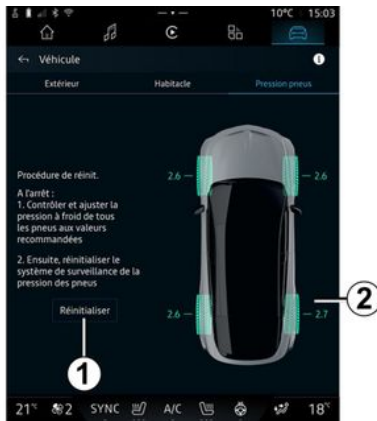 10°C 15:03
Véhicule
Extérieur Habitacle Pression pneus
Procédure de réinit.
A l'arrêt :
1. Contrôler et ajuster la
pression à froid de tous
les pneus aux valeurs
recommandées
2. Ensuite, réinitialiser le
système de surveillance de la
pression des pneus
Réinitialiser
2.6 2.6
2.6 2.7
1
2
21°C 2 SYNC A/C 18°C